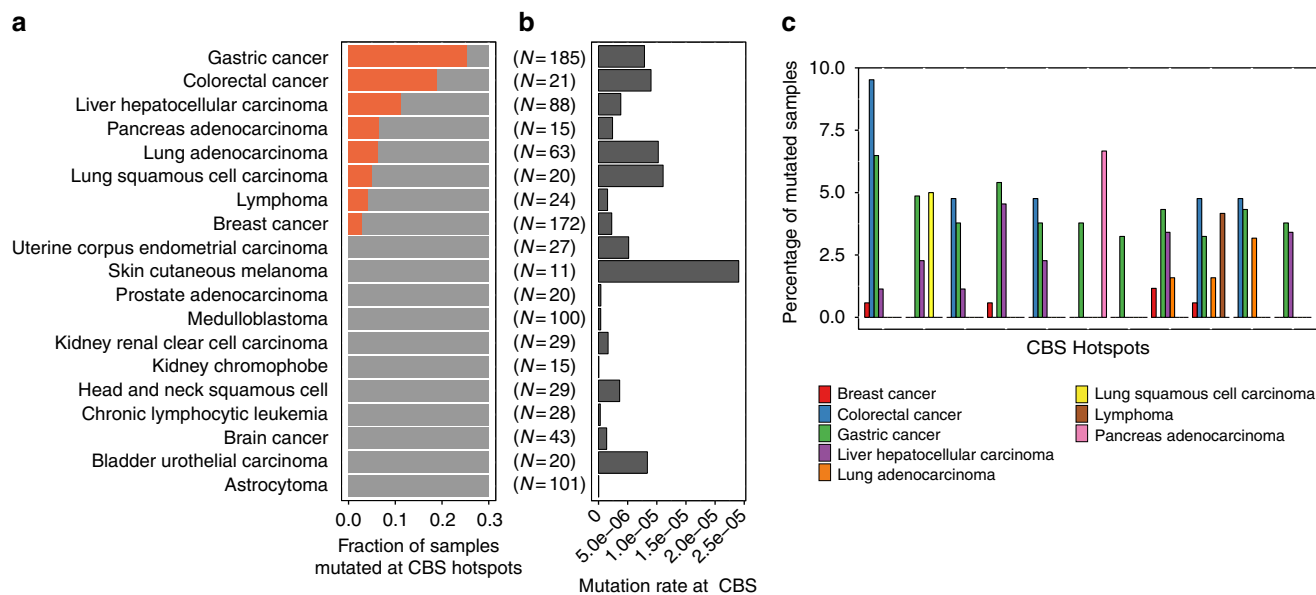 a
Gastric cancer
Colorectal cancer
Liver hepatocellular carcinoma
Pancreas adenocarcinoma
Lung adenocarcinoma
Lung squamous cell carcinoma
Lymphoma
Breast cancer
Uterine corpus endometrial carcinoma
Skin cutaneous melanoma
Prostate adenocarcinoma
Medulloblastoma
Kidney renal clear cell carcinoma
Kidney chromophobe
Head and neck squamous cell
Chronic lymphocytic leukemia
Brain cancer
Bladder urothelial carcinoma
Astrocytoma
0.0 0.1 0.2 0.3
Fraction of samples
mutated at CBS hotspots
b
(N=185)
(N=21)
(N=88)
(N=15)
(N=63)
(N=20)
(N=24)
(N=172)
(N=27)
(N=11)
(N=20)
(N=100)
(N=29)
(N=15)
(N=29)
(N=28)
(N=43)
(N=20)
(N=101)
0
5.0e−06
1.0e−05
1.5e−05
2.0e−05
2.5e−05
Mutation rate at CBS
c
Percentage of mutated samples
10.0
7.5
5.0
2.5
0.0
CBS Hotspots
Breast cancer
Colorectal cancer
Gastric cancer
Liver hepatocellular carcinoma
Lung adenocarcinoma
Lung squamous cell carcinoma
Lymphoma
Pancreas adenocarcinoma